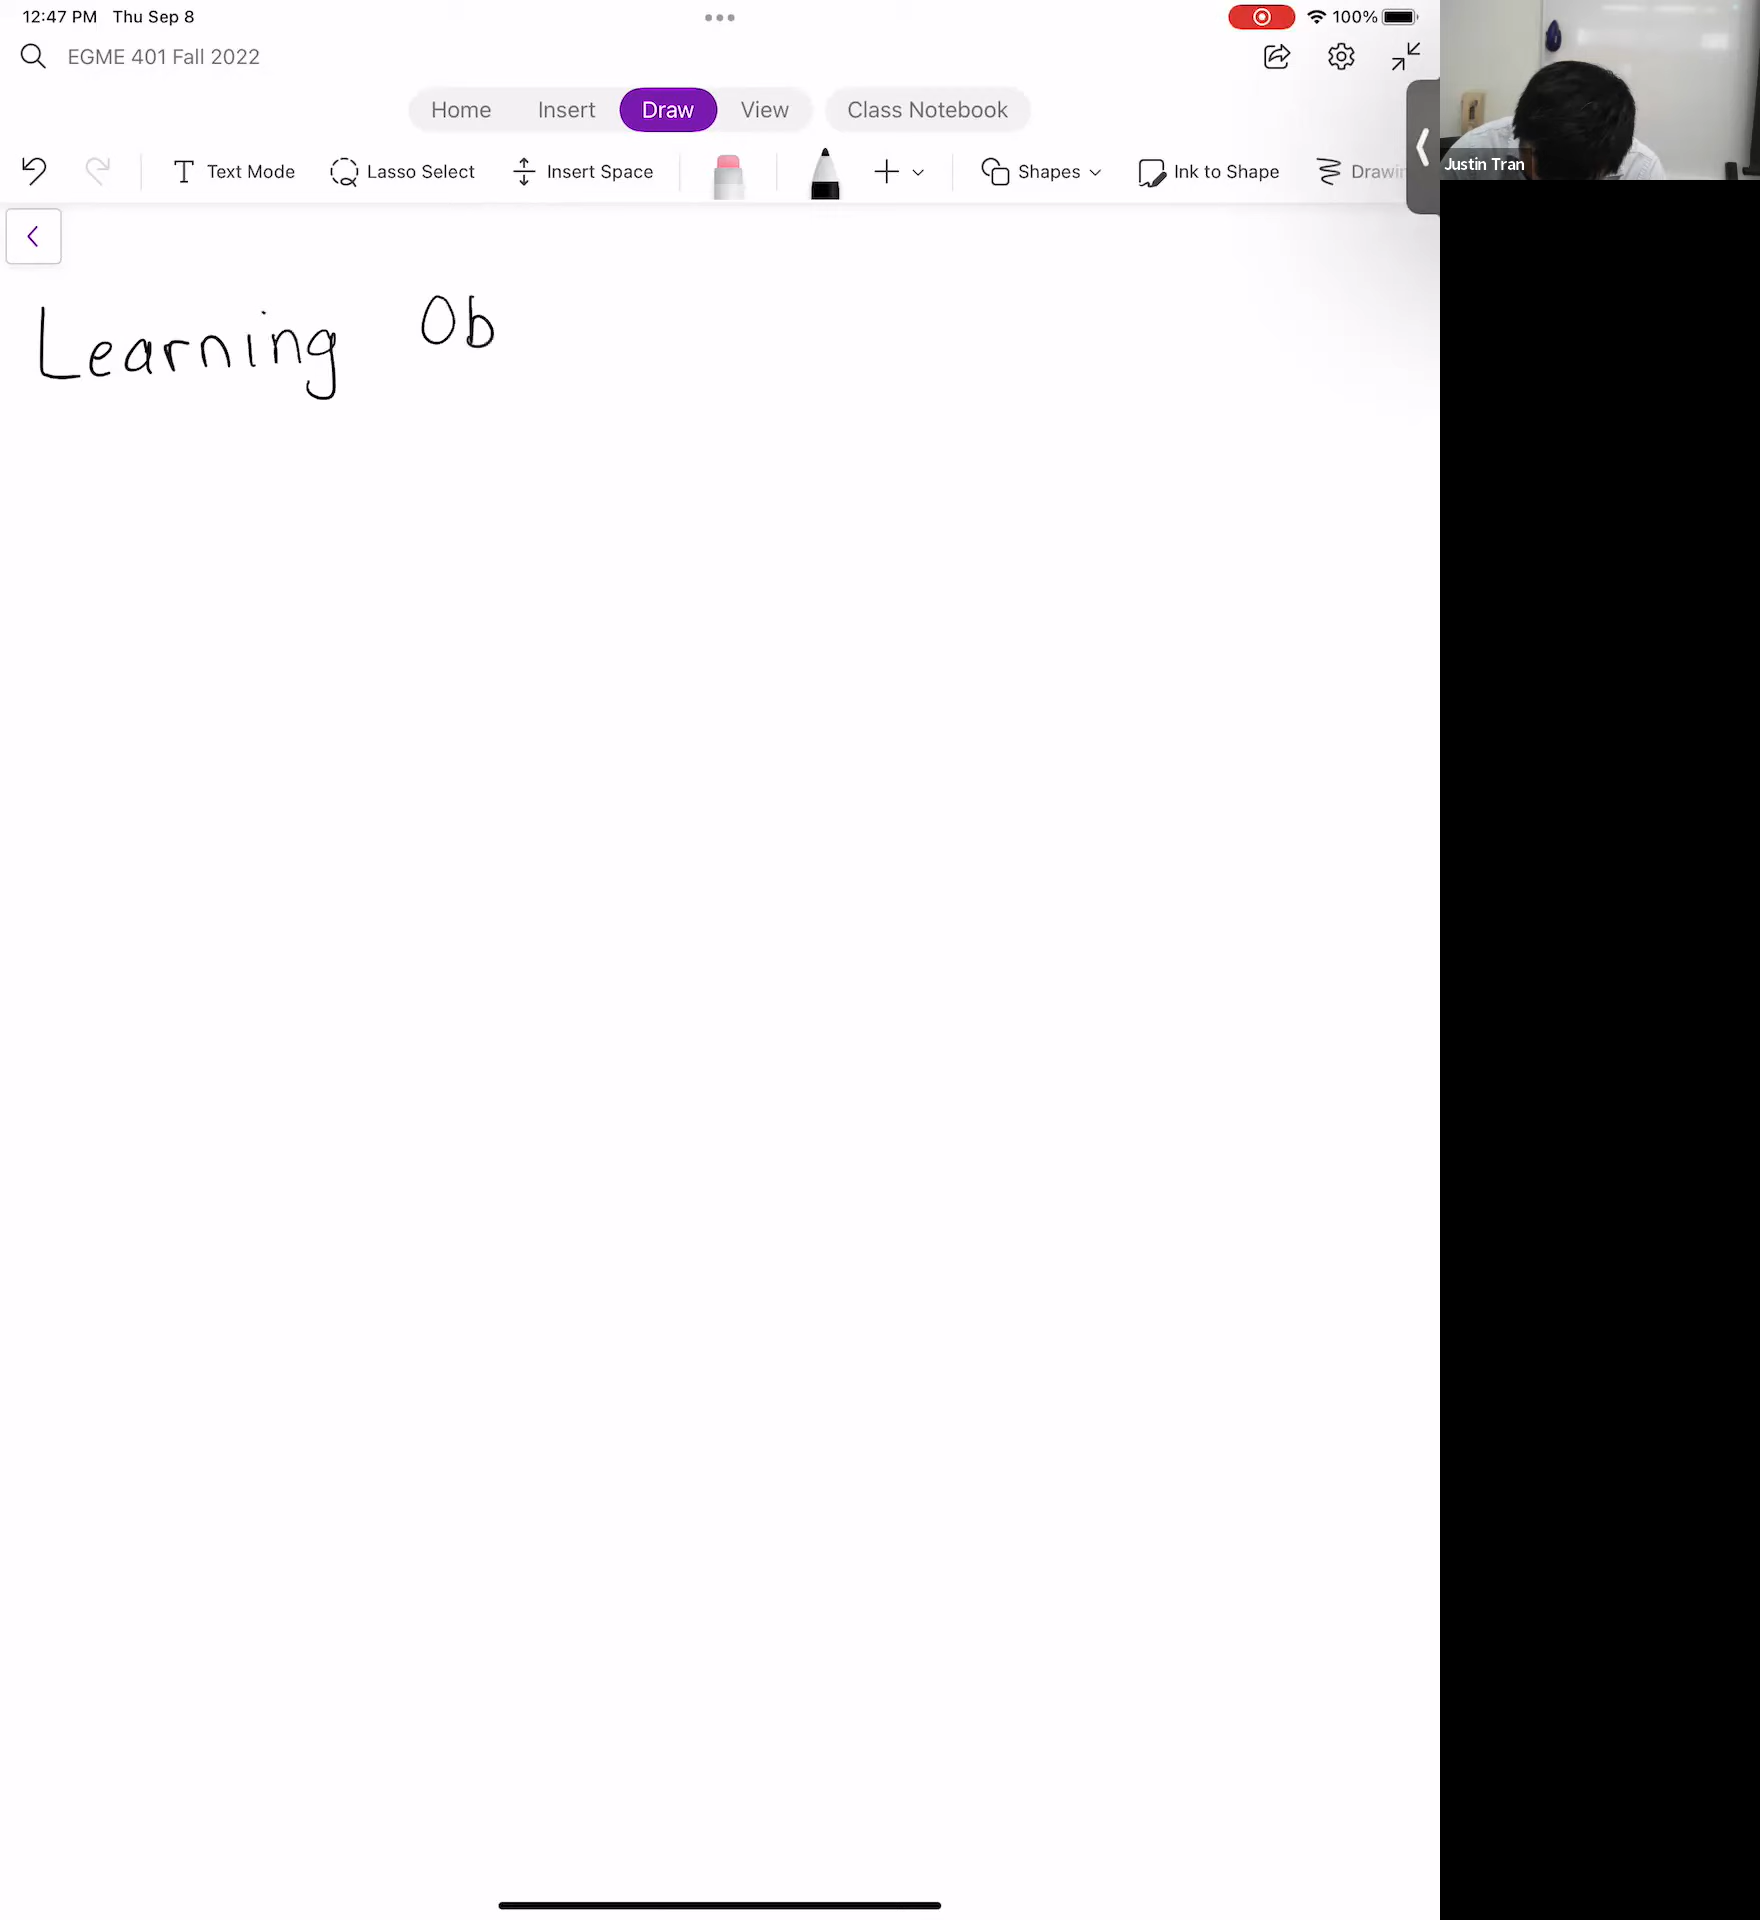 12:47 PM Thu Sep 8 100%
EGME 401 Fall 2022
Home Insert Draw View Class Notebook
Text Mode Lasso Select Insert Space Shapes Ink to Shape Drawi
Justin Tran
Learning Ob